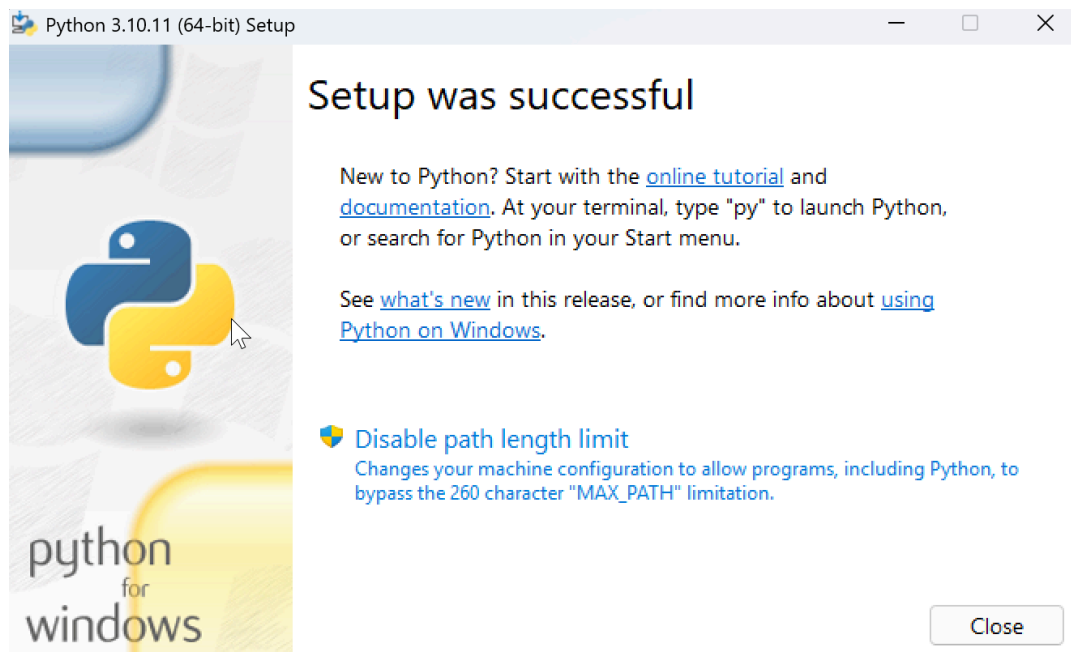 Python 3.10.11 (64-bit) Setup
Setup was successful
New to Python? Start with the online tutorial and
documentation. At your terminal, type "py" to launch Python,
or search for Python in your Start menu.
See what's new in this release, or find more info about using
Python on Windows.
Disable path length limit
Changes your machine configuration to allow programs, including Python, to
bypass the 260 character "MAX_PATH" limitation.
python
for
windows
Close